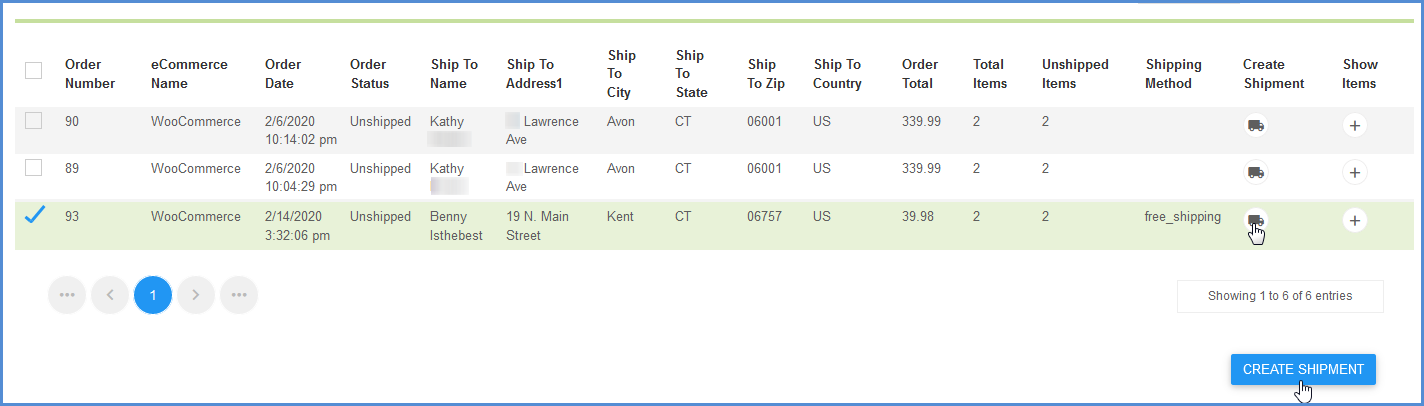 Order Number eCommerce Name Order Date Order Status Ship To Name Ship To Address1 Ship To City Ship To State Ship To Zip Ship To Country Order Total Total Items Unshipped Items Shipping Method Create Shipment Show Items
90 WooCommerce 2/6/2020 Unshipped Kathy Lawrence Avon CT 06001 US 339.99 2 2
10:14:02 pm Ave
89 WooCommerce 2/6/2020 Unshipped Kathy Lawrence Avon CT 06001 US 339.99 2 2
10:04:29 pm Ave
93 WooCommerce 2/14/2020 Unshipped Benny 19 N. Main Kent CT 06757 US 39.98 2 2 free_shipping
3:32:06 pm Isthebest Street
1
Showing 1 to 6 of 6 entries
CREATE SHIPMENT